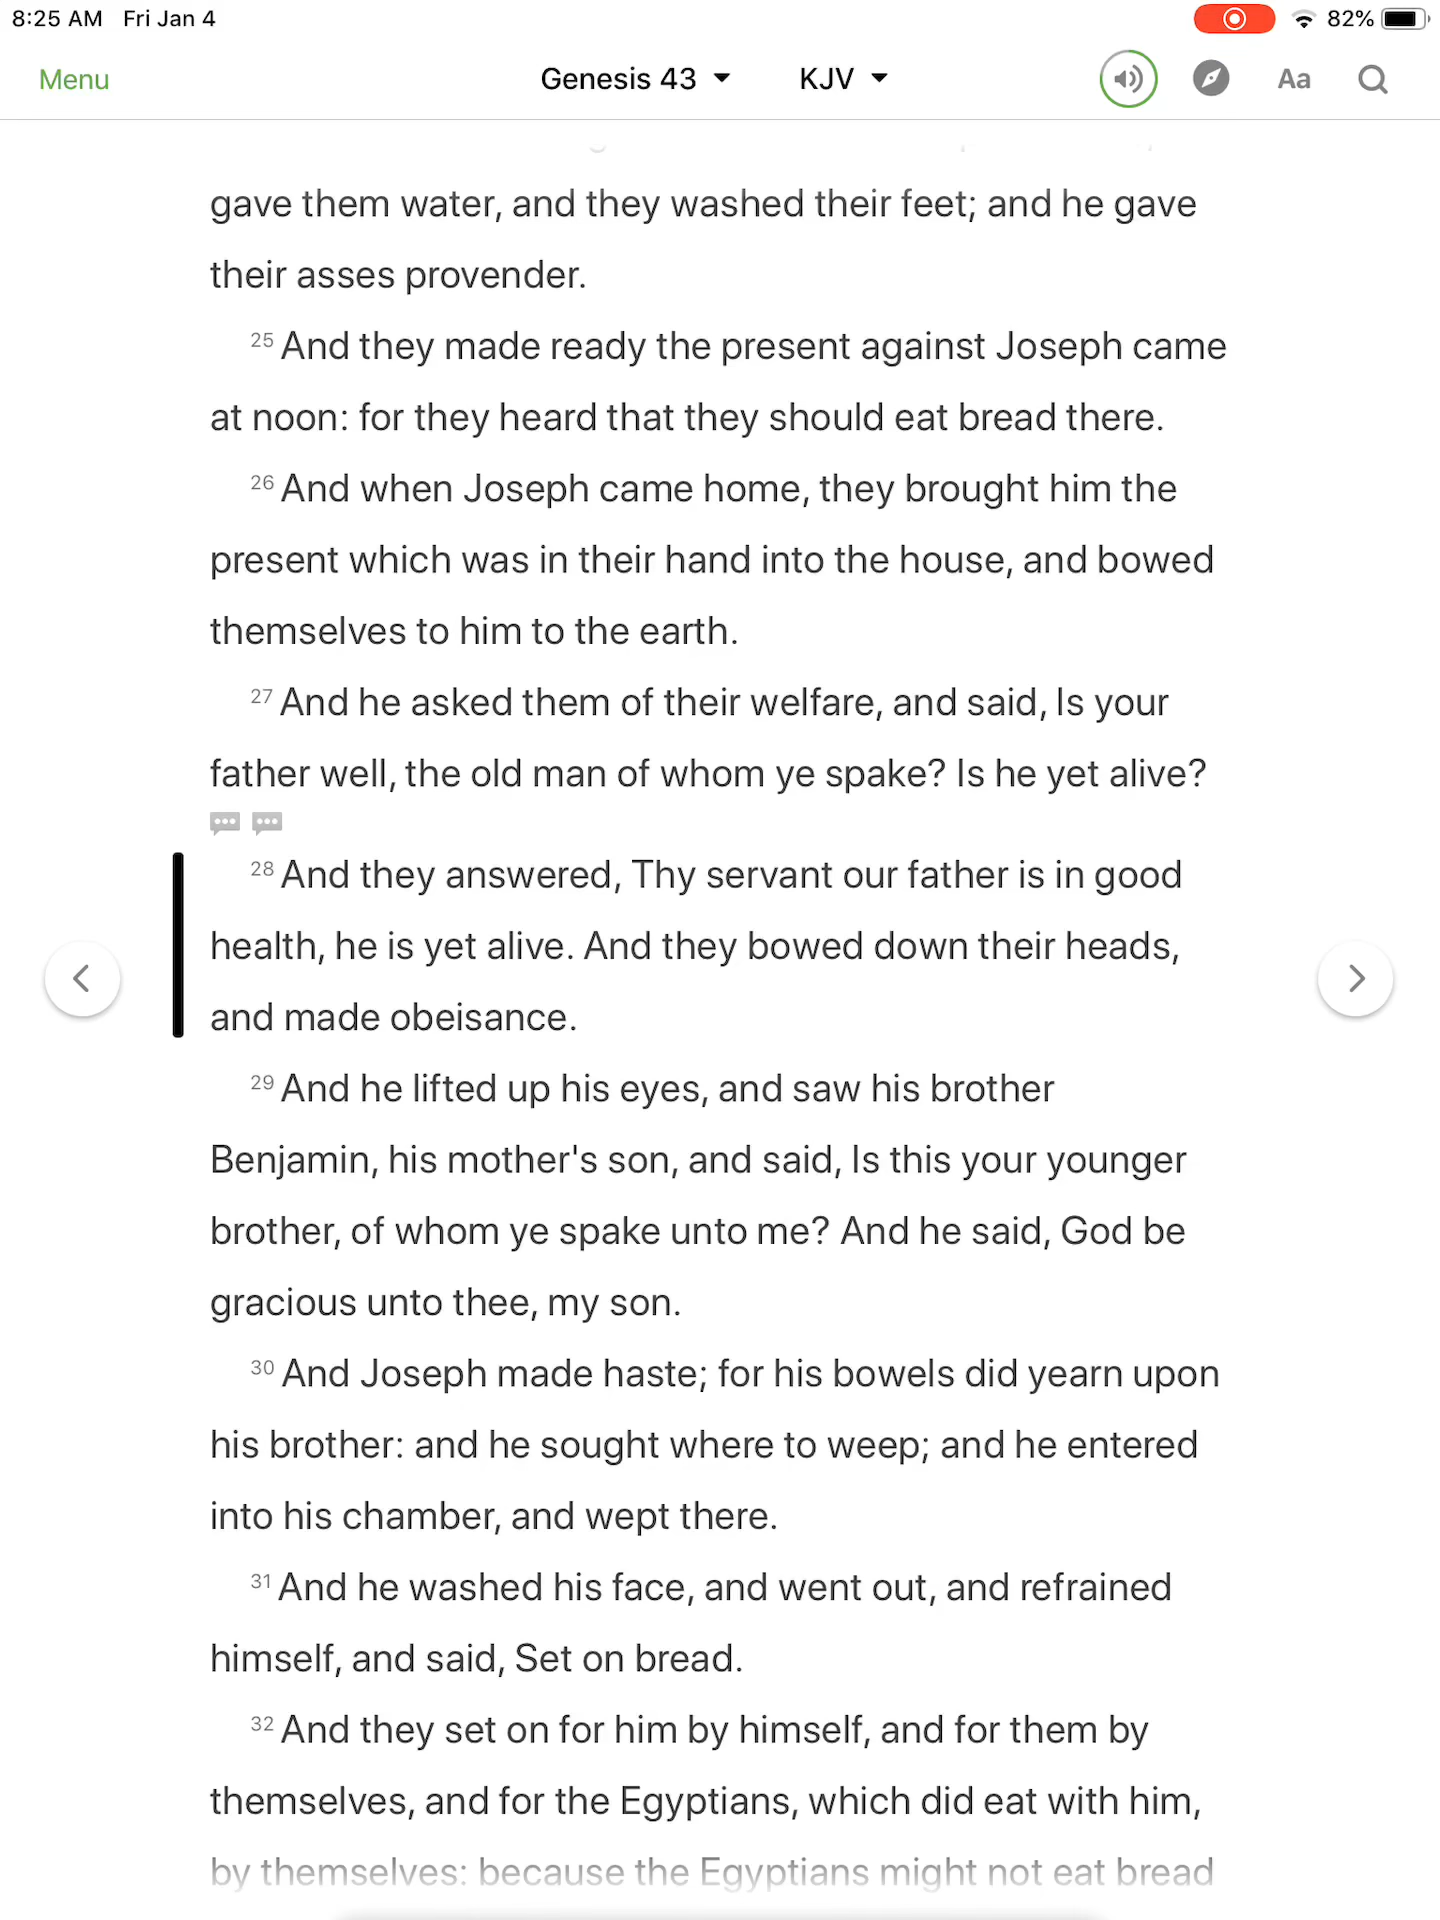 8:25 AM Fri Jan 4 82%
Menu Genesis 43 KJV Aa
gave them water, and they washed their feet; and he gave
their asses provender.
25 And they made ready the present against Joseph came
at noon: for they heard that they should eat bread there.
26 And when Joseph came home, they brought him the
present which was in their hand into the house, and bowed
themselves to him to the earth.
27 And he asked them of their welfare, and said, Is your
father well, the old man of whom ye spake? Is he yet alive?
28 And they answered, Thy servant our father is in good
health, he is yet alive. And they bowed down their heads,
and made obeisance.
29 And he lifted up his eyes, and saw his brother
Benjamin, his mother's son, and said, Is this your younger
brother, of whom ye spake unto me? And he said, God be
gracious unto thee, my son.
30 And Joseph made haste; for his bowels did yearn upon
his brother: and he sought where to weep; and he entered
into his chamber, and wept there.
31 And he washed his face, and went out, and refrained
himself, and said, Set on bread.
32 And they set on for him by himself, and for them by
themselves, and for the Egyptians, which did eat with him,
by themselves: because the Egyptians might not eat bread